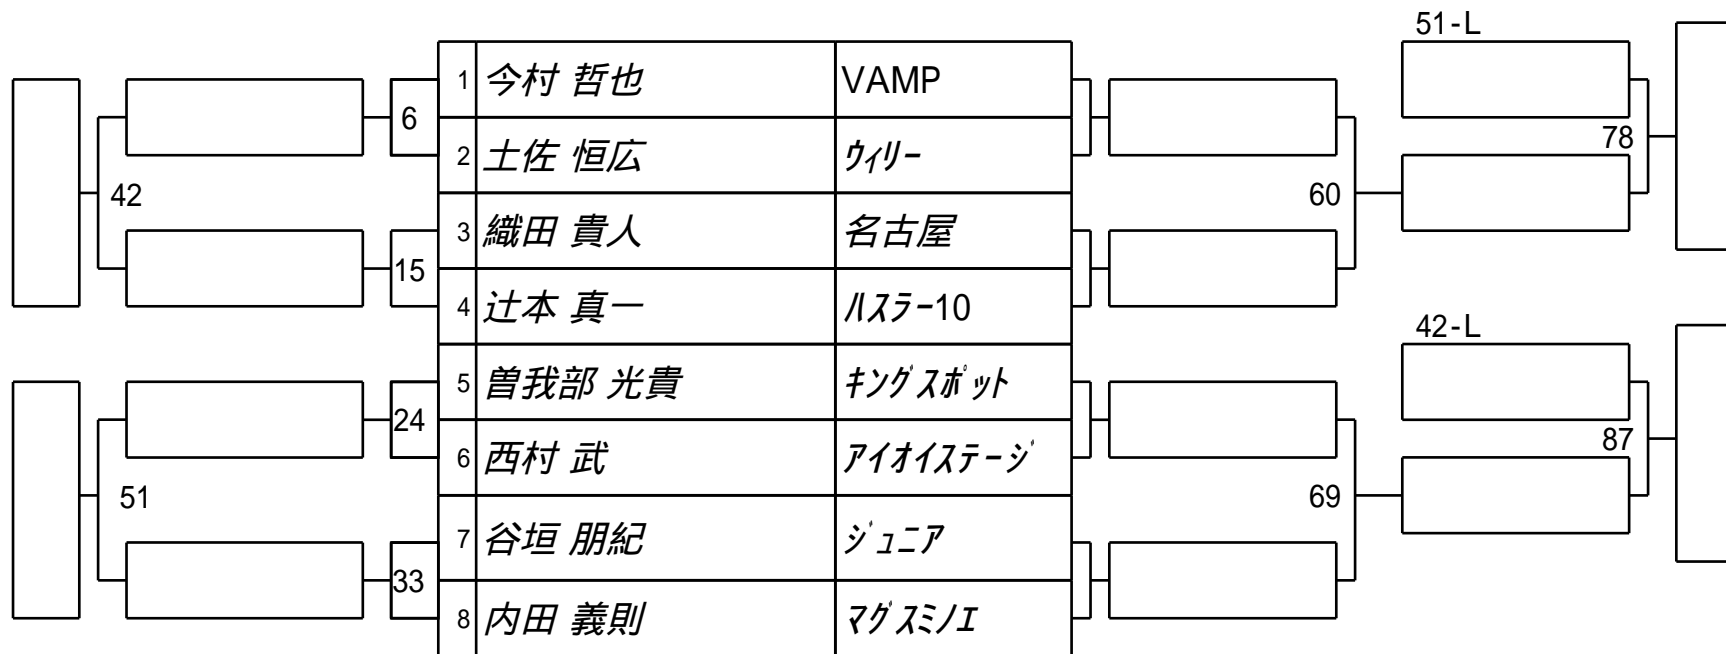 51-L
1 今村 哲也 VAMP
6
2 土佐 恒広 ｳｨﾘｰ
78
42
60
3 織田 貴人 名古屋
15
4 辻本 真一 ﾊｽﾗｰ10
42-L
5 曽我部 光貴 ｷﾝｸﾞｽﾎﾟｯﾄ
24
87
6 西村 武 ｱｲｵｲｽﾃｰｼﾞ
51
69
7 谷垣 朋紀 ｼﾞｭﾆｱ
33
8 内田 義則 ﾏｸﾞｽﾐﾉｴ